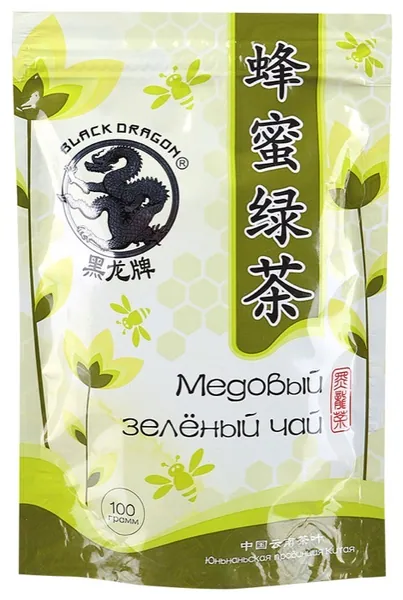 BLACK DRAGON®
黑龙牌
蜂蜜绿茶
Медовый
зелёный чай
100
грамм
中国云南茶叶
Юньнаньская провинция Китая